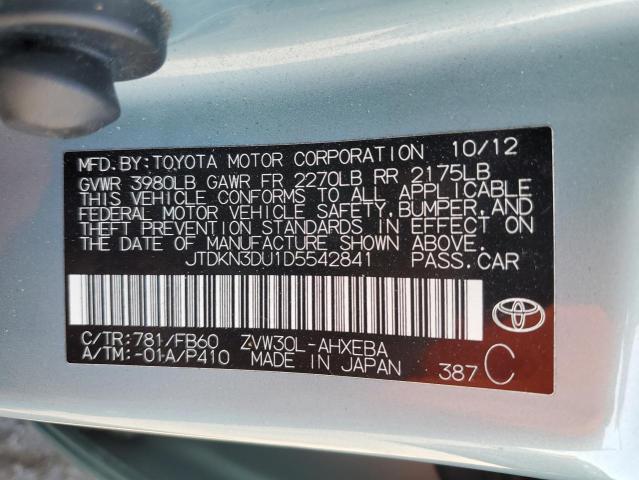 MFD. BY: TOYOTA MOTOR CORPORATION 10/12
GVWR 3980LB GAWR FR 2270LB RR 2175LB
THIS VEHICLE CONFORMS TO ALL APPLICABLE
FEDERAL MOTOR VEHICLE SAFETY, BUMPER, AND
THEFT PREVENTION STANDARDS IN EFFECT ON
THE DATE OF MANUFACTURE SHOWN ABOVE.
JTDKN3DU1D5542841 PASS. CAR
C/TR: 781/FB60 ZVW30L-AHXEBA
A/TM: -01A/P410 MADE IN JAPAN 387 C